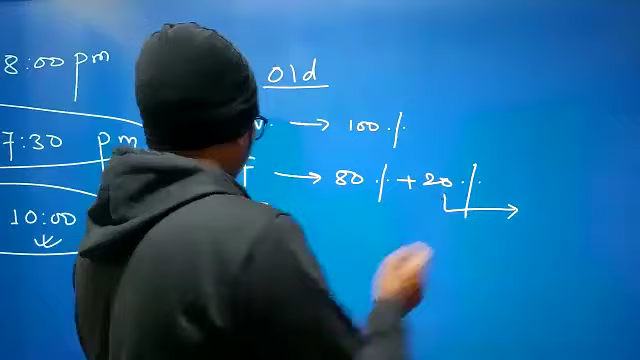 8:00 pm
7:30 pm
10:00
old
→ 100 %
→ 80 % + 20 %